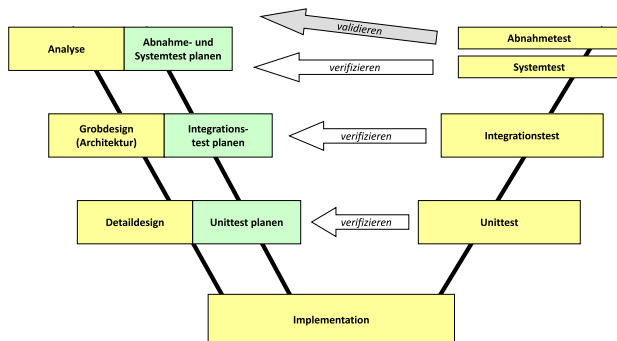 validieren
Abnahmetest
Analyse
Abnahme- und
Systemtest planen
verifizieren
Systemtest
Grobdesign
(Architektur)
Integrations-
test planen
verifizieren
Integrationstest
Detaildesign
Unittest planen
verifizieren
Unittest
Implementation